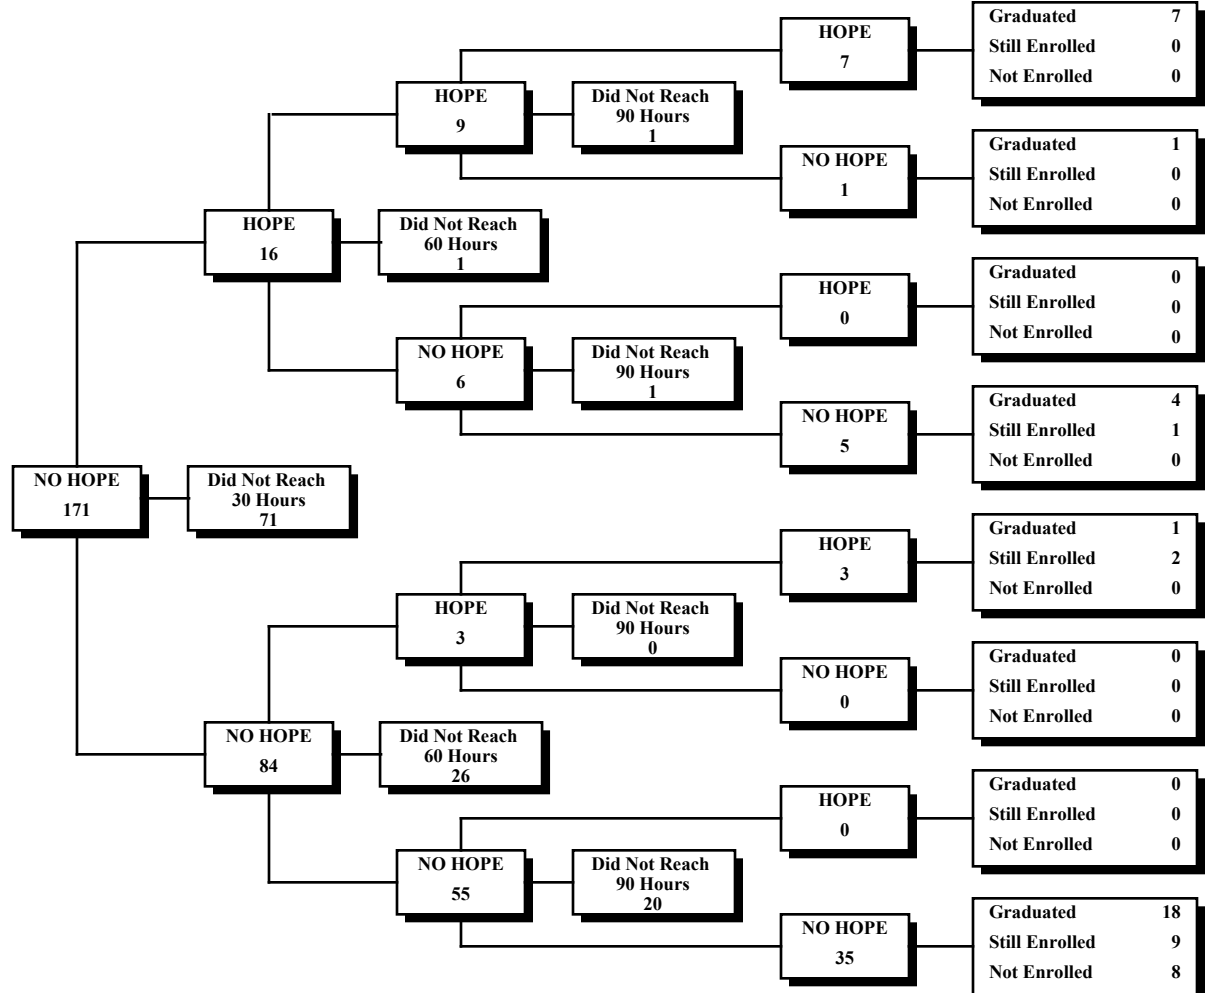 HOPE
7
Graduated 7
Still Enrolled 0
Not Enrolled 0
HOPE
9
Did Not Reach
90 Hours
1
NO HOPE
1
Graduated 1
Still Enrolled 0
Not Enrolled 0
HOPE
16
Did Not Reach
60 Hours
1
HOPE
0
Graduated 0
Still Enrolled 0
Not Enrolled 0
NO HOPE
6
Did Not Reach
90 Hours
1
NO HOPE
5
Graduated 4
Still Enrolled 1
Not Enrolled 0
NO HOPE
171
Did Not Reach
30 Hours
71
HOPE
3
Graduated 1
Still Enrolled 2
Not Enrolled 0
HOPE
3
Did Not Reach
90 Hours
0
NO HOPE
0
Graduated 0
Still Enrolled 0
Not Enrolled 0
NO HOPE
84
Did Not Reach
60 Hours
26
HOPE
0
Graduated 0
Still Enrolled 0
Not Enrolled 0
NO HOPE
55
Did Not Reach
90 Hours
20
NO HOPE
35
Graduated 18
Still Enrolled 9
Not Enrolled 8